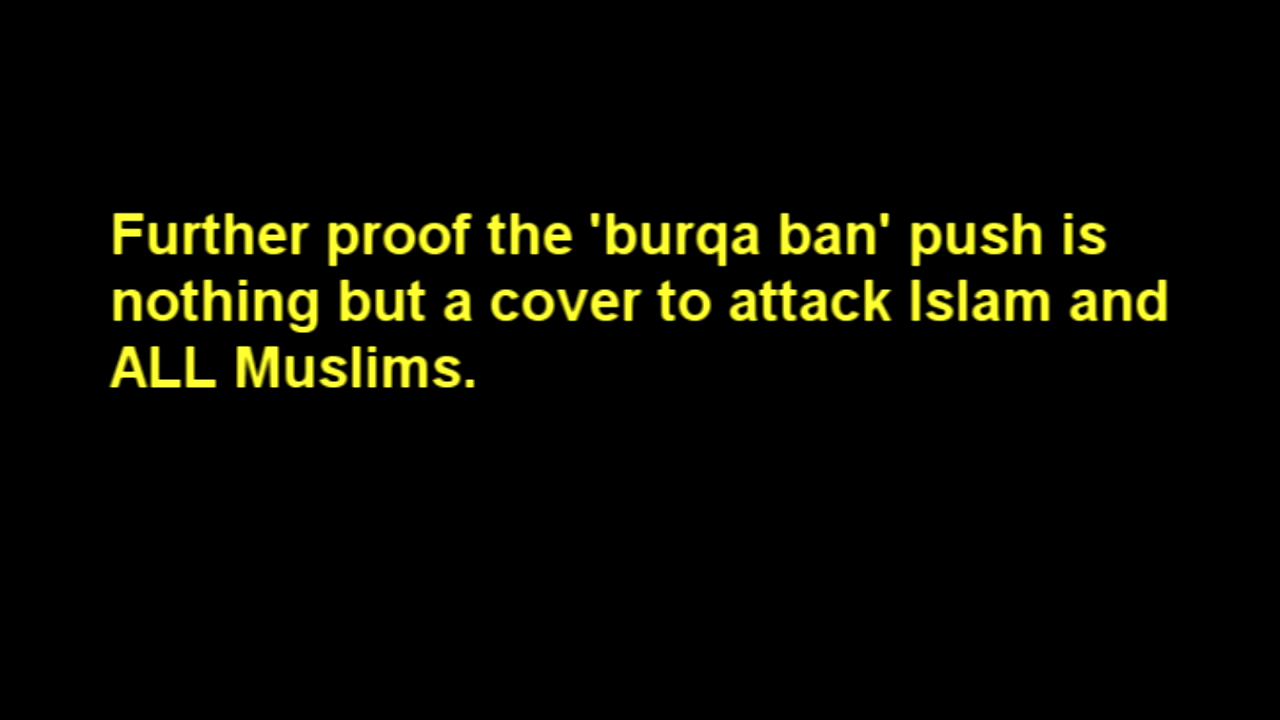 Further proof the 'burqa ban' push is
nothing but a cover to attack Islam and
ALL Muslims.